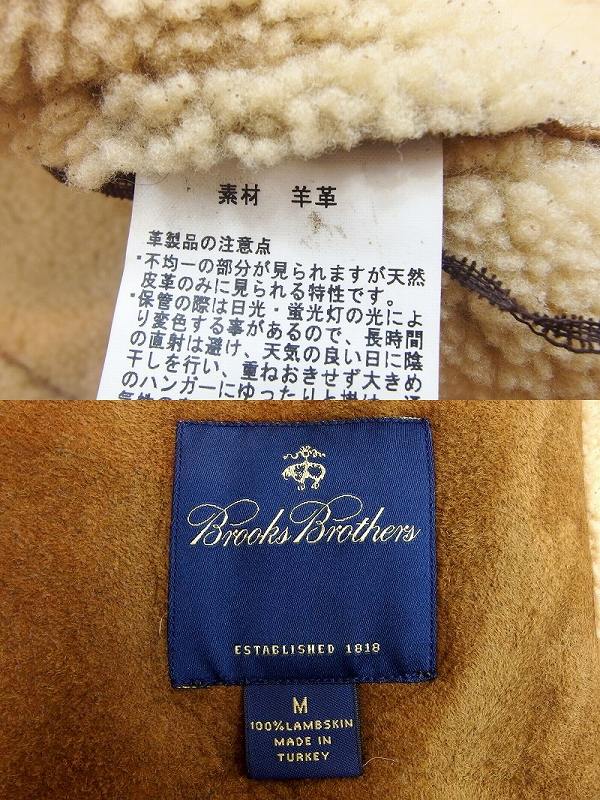 素材 羊革
革製品の注意点
・不均一の部分が見られますが天然
皮革のみに見られる特性です。
・保管の際は日光・蛍光灯の光によ
り変色する事があるので、長時間
の直射は避け、天気の良い日に陰
干しを行い、重ねおきせず大きめ
のハンガーにゆったりと掛け、通
気性の
Brooks Brothers
ESTABLISHED 1818
M
100% LAMBSKIN
MADE IN
TURKEY